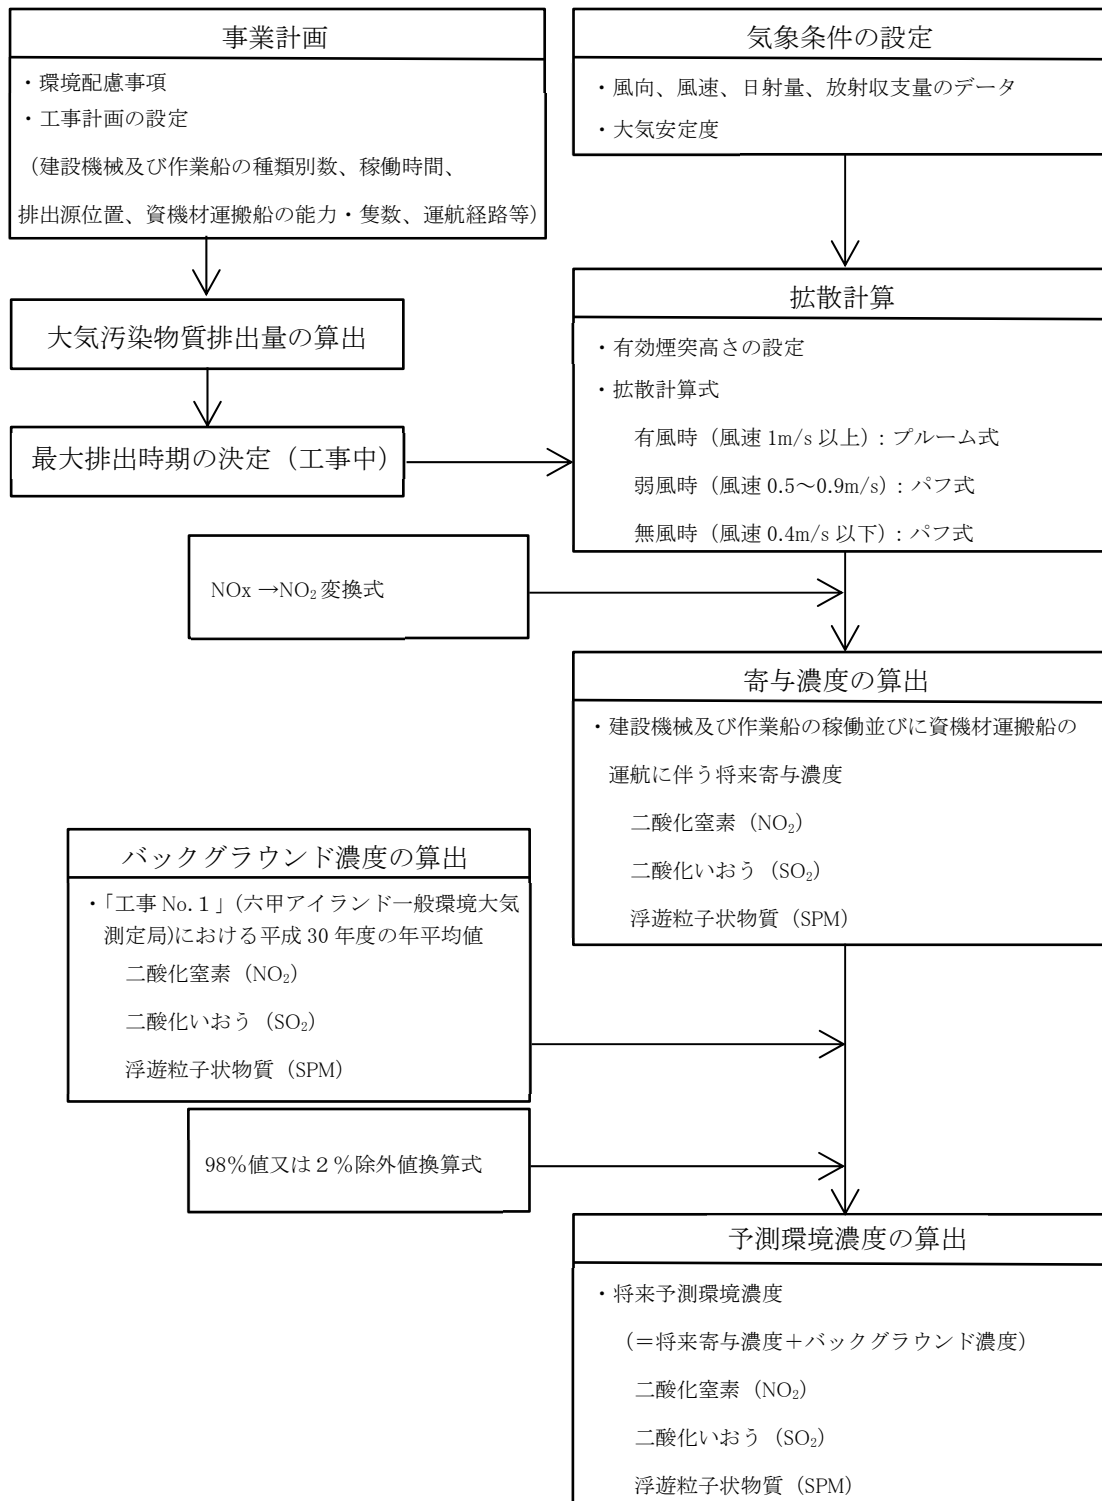 事業計画
・環境配慮事項
・工事計画の設定
（建設機械及び作業船の種類別数、稼働時間、
排出源位置、資機材運搬船の能力・隻数、運航経路等）
気象条件の設定
・風向、風速、日射量、放射収支量のデータ
・大気安定度
大気汚染物質排出量の算出
最大排出時期の決定（工事中）
拡散計算
・有効煙突高さの設定
・拡散計算式
有風時（風速 1m/s 以上）：プルーム式
弱風時（風速 0.5～0.9m/s）：パフ式
無風時（風速 0.4m/s 以下）：パフ式
NOx →NO₂ 変換式
寄与濃度の算出
・建設機械及び作業船の稼働並びに資機材運搬船の
運航に伴う将来寄与濃度
二酸化窒素（NO₂）
二酸化いおう（SO₂）
浮遊粒子状物質（SPM）
バックグラウンド濃度の算出
・「工事 No.１」(六甲アイランド一般環境大気
測定局)における平成 30 年度の年平均値
二酸化窒素（NO₂）
二酸化いおう（SO₂）
浮遊粒子状物質（SPM）
98％値又は２％除外値換算式
予測環境濃度の算出
・将来予測環境濃度
（＝将来寄与濃度＋バックグラウンド濃度）
二酸化窒素（NO₂）
二酸化いおう（SO₂）
浮遊粒子状物質（SPM）